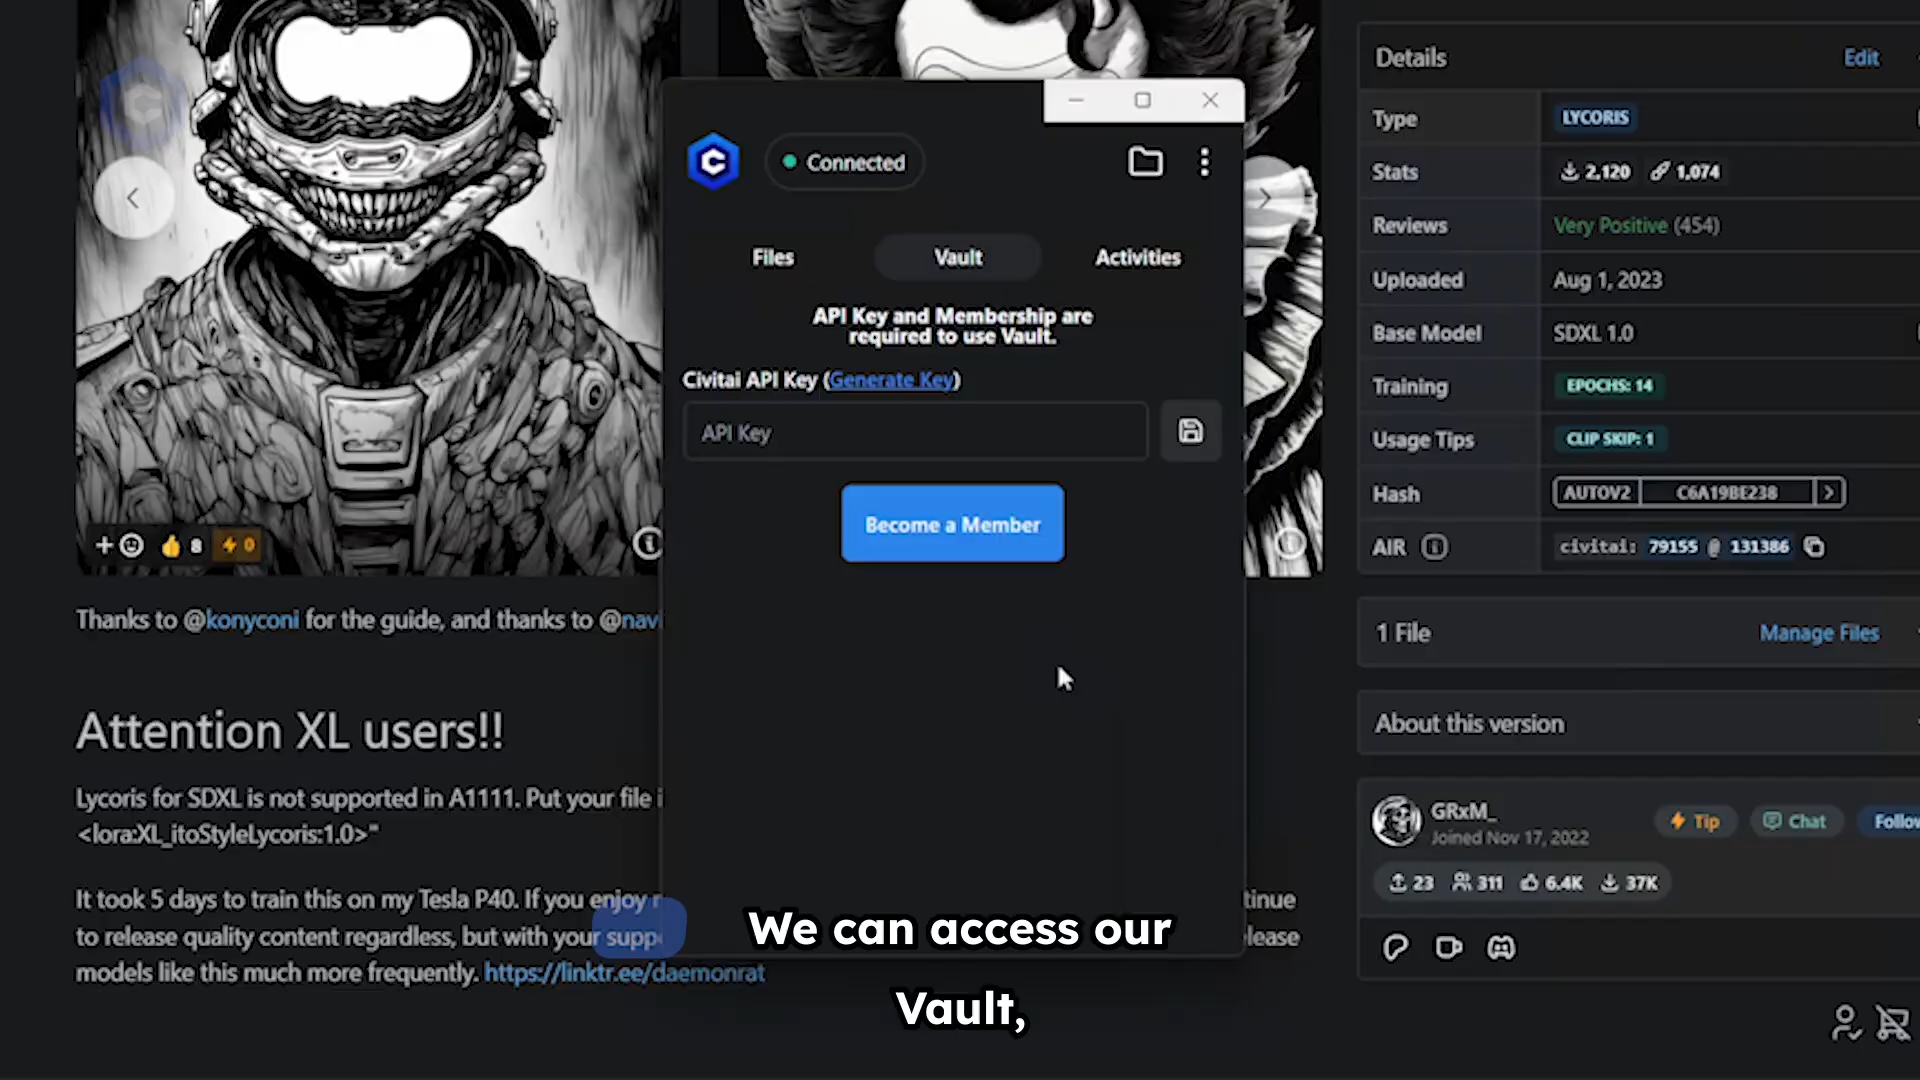 Connected
Files
Vault
Activities
API Key and Membership are
required to use Vault.
Civitai API Key (Generate Key)
API Key
Become a Member
8
0
Thanks to @konyconi for the guide, and thanks to @navi
Attention XL users!!
Lycoris for SDXL is not supported in A1111. Put your file i
<lora:XL_itoStyleLycoris:1.0>"
It took 5 days to train this on my Tesla P40. If you enjoy r tinue
to release quality content regardless, but with your supp lease
models like this much more frequently. https://linktr.ee/daemonrat
We can access our
Vault,
Details Edit
Type LYCORIS
Stats 2,120 1,074
Reviews Very Positive (454)
Uploaded Aug 1, 2023
Base Model SDXL 1.0
Training EPOCHS: 14
Usage Tips CLIP SKIP: 1
Hash AUTOV2 C6A19BE238
AIR civitai: 79155 @ 131386
1 File Manage Files
About this version
GRxM_
Joined Nov 17, 2022
Tip Chat Follow
23 311 6.4K 37K